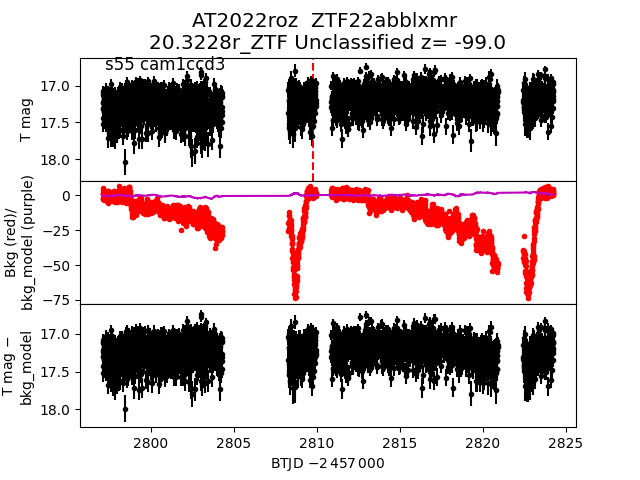 AT2022roz  ZTF22abblxmr
20.3228r_ZTF Unclassified z= -99.0
s55 cam1ccd3
17.0
17.5
18.0
T mag
0
−25
−50
−75
Bkg (red)/
bkg_model (purple)
17.0
17.5
18.0
T mag −
bkg_model
2800
2805
2810
2815
2820
2825
BTJD −2 457 000